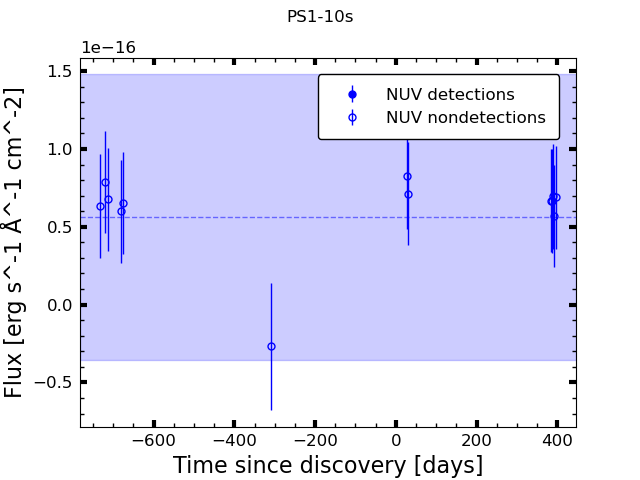 PS1-10s
1e−16
NUV detections
NUV nondetections
1.5
1.0
0.5
0.0
−0.5
Flux [erg s^-1 Å^-1 cm^-2]
−600 −400 −200 0 200 400
Time since discovery [days]